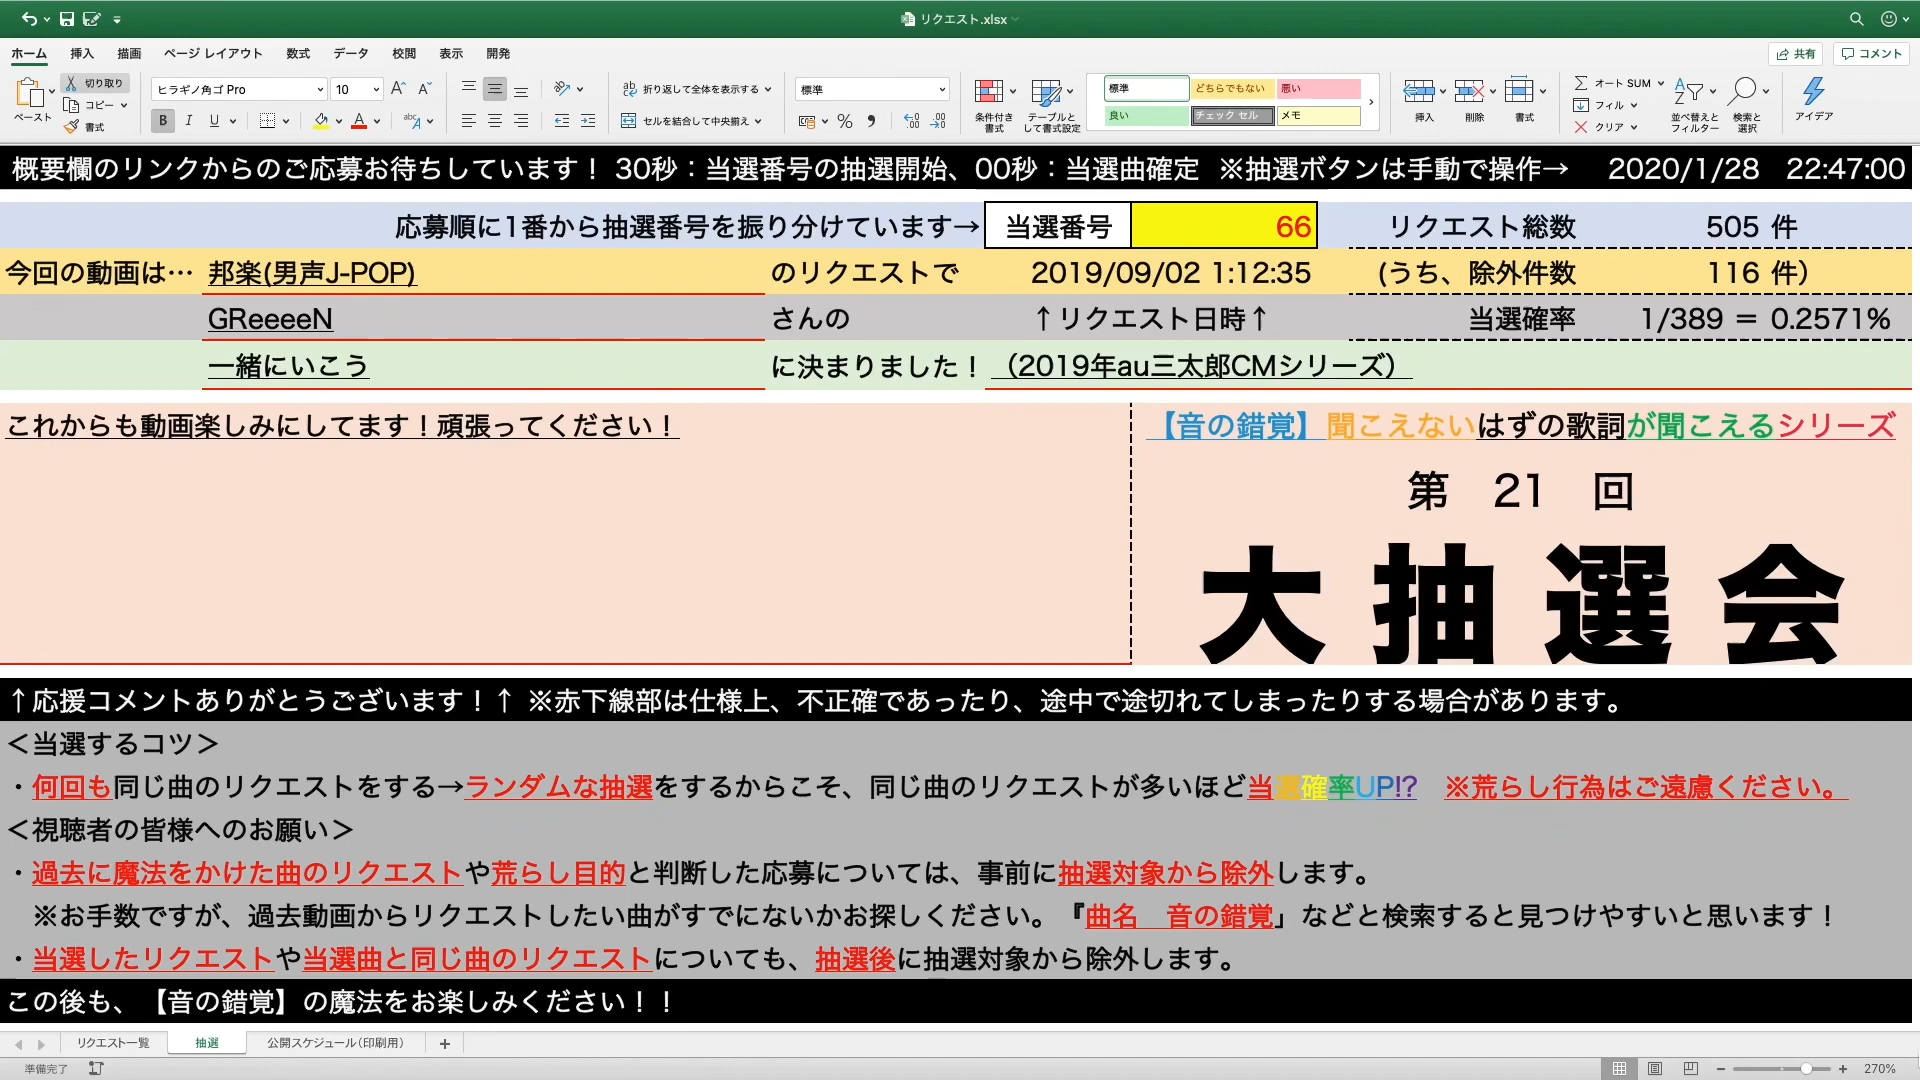 リクエスト.xlsx
ホーム 挿入 描画 ページ レイアウト 数式 データ 校閲 表示 開発 共有 コメント
ペースト 切り取り コピー 書式
ヒラギノ角ゴ Pro 10
B I U
折り返して全体を表示する
セルを結合して中央揃え
標準
条件付き書式 テーブルとして書式設定
標準 どちらでもない 悪い
良い チェック セル メモ
挿入 削除 書式
オート SUM
フィル
クリア
並べ替えとフィルター 検索と選択 アイデア
概要欄のリンクからのご応募お待ちしています！ 30秒：当選番号の抽選開始、00秒：当選曲確定 ※抽選ボタンは手動で操作→ 2020/1/28 22:47:00
応募順に1番から抽選番号を振り分けています→ 当選番号 66 リクエスト総数 505 件
今回の動画は… 邦楽(男声J-POP) のリクエストで 2019/09/02 1:12:35 (うち、除外件数 116 件）
GReeeeN さんの ↑リクエスト日時↑ 当選確率 1/389 ＝ 0.2571%
一緒にいこう に決まりました！ （2019年au三太郎CMシリーズ）
これからも動画楽しみにしてます！頑張ってください！
【音の錯覚】聞こえないはずの歌詞が聞こえるシリーズ
第 21 回
大抽選会
↑応援コメントありがとうございます！↑ ※赤下線部は仕様上、不正確であったり、途中で途切れてしまったりする場合があります。
＜当選するコツ＞
・何回も同じ曲のリクエストをする→ランダムな抽選をするからこそ、同じ曲のリクエストが多いほど当選確率UP!? ※荒らし行為はご遠慮ください。
＜視聴者の皆様へのお願い＞
・過去に魔法をかけた曲のリクエストや荒らし目的と判断した応募については、事前に抽選対象から除外します。
※お手数ですが、過去動画からリクエストしたい曲がすでにないかお探しください。『曲名　音の錯覚』などと検索すると見つけやすいと思います！
・当選したリクエストや当選曲と同じ曲のリクエストについても、抽選後に抽選対象から除外します。
この後も、【音の錯覚】の魔法をお楽しみください！！
リクエスト一覧 抽選 公開スケジュール（印刷用） +
準備完了 270%